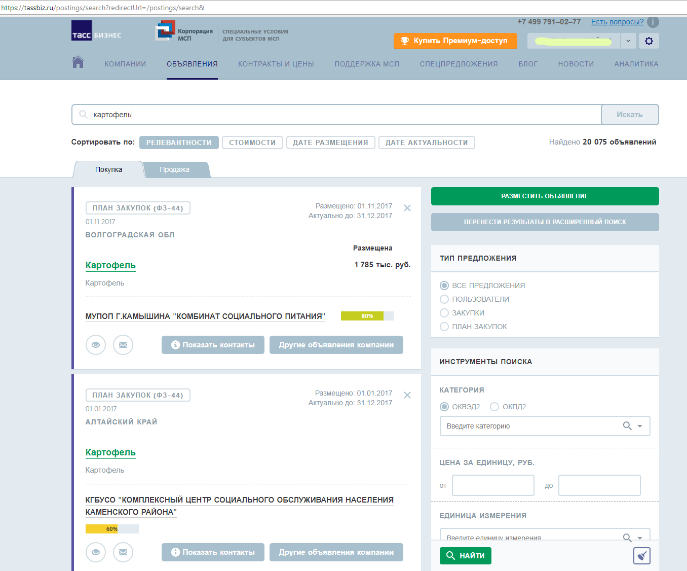 https://tassbiz.ru/postings/search?redirectUrl=/postings/search&
ТАСС БИЗНЕС
Корпорация МСП
СПЕЦИАЛЬНЫЕ УСЛОВИЯ
ДЛЯ СУБЪЕКТОВ МСП
+7 499 791–02–77 Есть вопросы?
Купить Премиум-доступ
КОМПАНИИ ОБЪЯВЛЕНИЯ КОНТРАКТЫ И ЦЕНЫ ПОДДЕРЖКА МСП СПЕЦПРЕДЛОЖЕНИЯ БЛОГ НОВОСТИ АНАЛИТИКА
картофель Искать
Сортировать по: РЕЛЕВАНТНОСТИ СТОИМОСТИ ДАТЕ РАЗМЕЩЕНИЯ ДАТЕ АКТУАЛЬНОСТИ Найдено 20 075 объявлений
Покупка Продажа
ПЛАН ЗАКУПОК (ФЗ-44)
01.11.2017
ВОЛГОГРАДСКАЯ ОБЛ
Размещено: 01.11.2017
Актуально до: 31.12.2017
Размещена
Картофель 1 785 тыс. руб.
Картофель
МУПОП Г.КАМЫШИНА "КОМБИНАТ СОЦИАЛЬНОГО ПИТАНИЯ" 80%
Показать контакты Другие объявления компании
ПЛАН ЗАКУПОК (ФЗ-44)
01.01.2017
АЛТАЙСКИЙ КРАЙ
Размещено: 01.01.2017
Актуально до: 31.12.2017
Картофель
Картофель
КГБУСО "КОМПЛЕКСНЫЙ ЦЕНТР СОЦИАЛЬНОГО ОБСЛУЖИВАНИЯ НАСЕЛЕНИЯ
КАМЕНСКОГО РАЙОНА"
60%
Показать контакты Другие объявления компании
РАЗМЕСТИТЬ ОБЪЯВЛЕНИЕ
ПЕРЕНЕСТИ РЕЗУЛЬТАТЫ В РАСШИРЕННЫЙ ПОИСК
ТИП ПРЕДЛОЖЕНИЯ
ВСЕ ПРЕДЛОЖЕНИЯ
ПОЛЬЗОВАТЕЛИ
ЗАКУПКИ
ПЛАН-ЗАКУПОК
ИНСТРУМЕНТЫ ПОИСКА
КАТЕГОРИЯ
ОКВЭД2 ОКПД2
Введите категорию
ЦЕНА ЗА ЕДИНИЦУ, РУБ.
от до
ЕДИНИЦА ИЗМЕРЕНИЯ
Введите единицу измерения
НАЙТИ